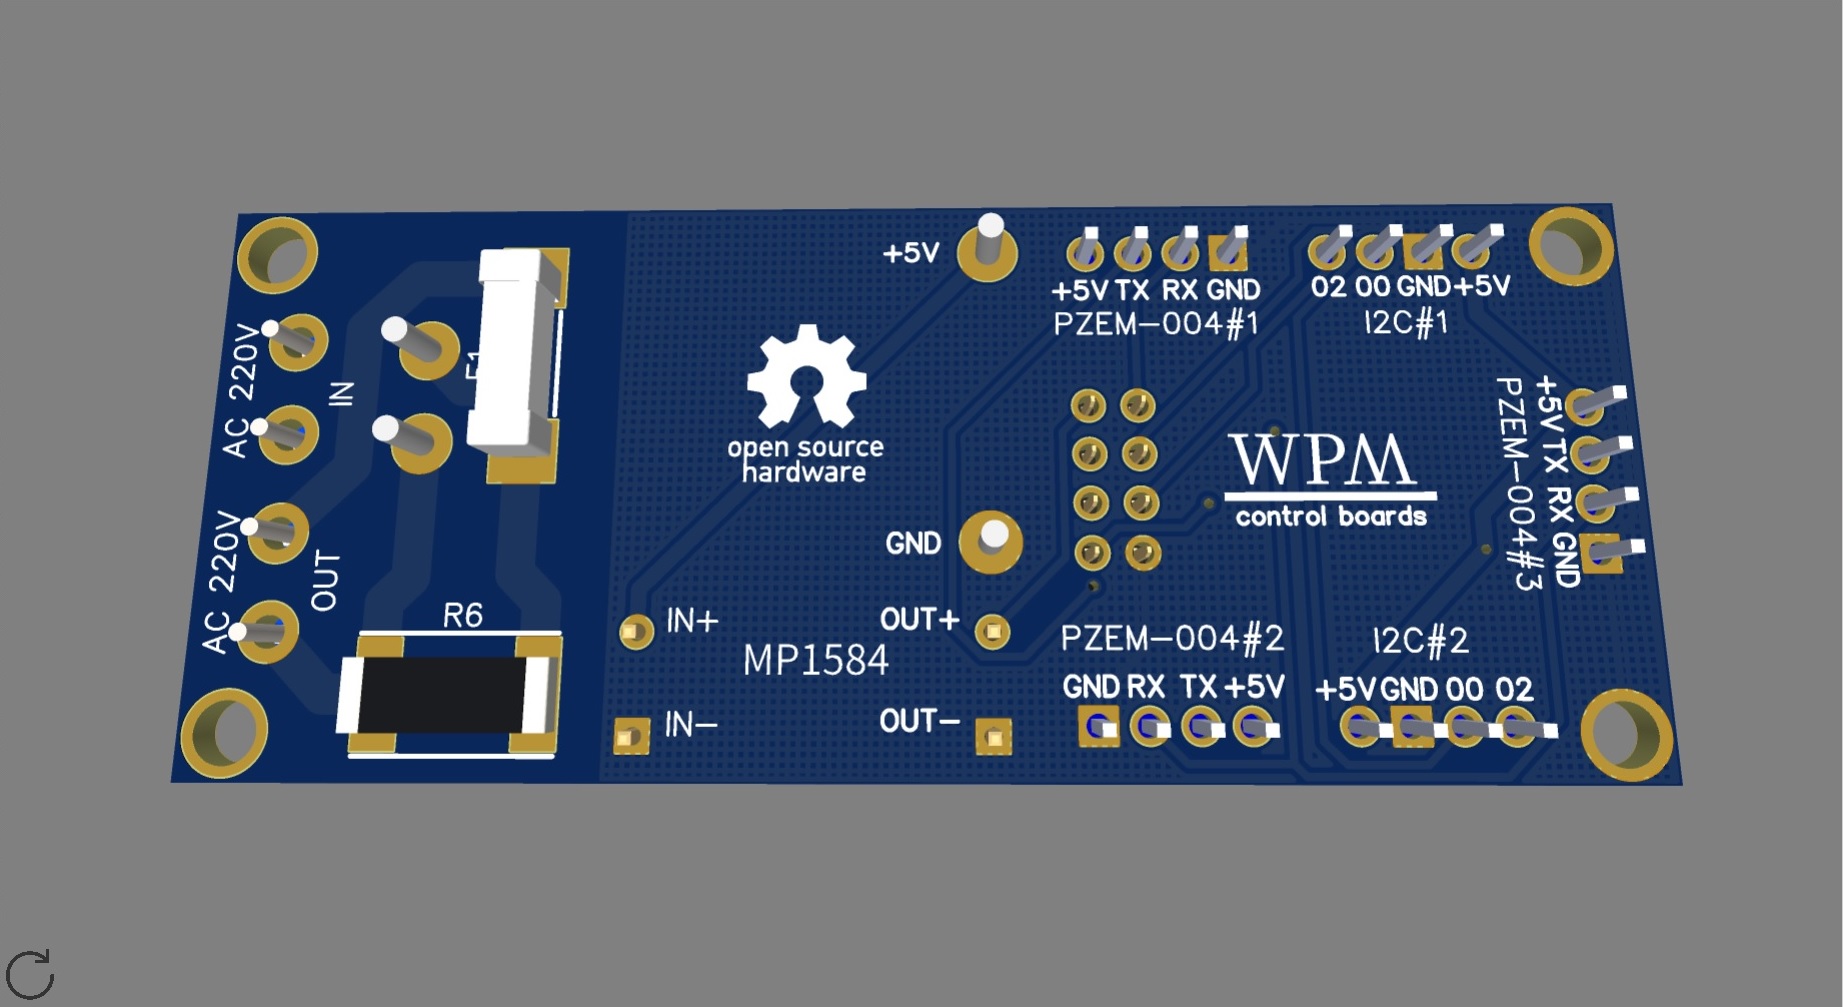 AC 220V
IN
AC 220V
OUT
F1
R6
+5V
GND
open source
hardware
IN+
IN−
MP1584
OUT+
OUT−
+5V TX RX GND
PZEM-004#1
02 00 GND +5V
I2C#1
WPM
control boards
+5V TX RX GND
PZEM-004#3
PZEM-004#2
GND RX TX +5V
I2C#2
+5V GND 00 02